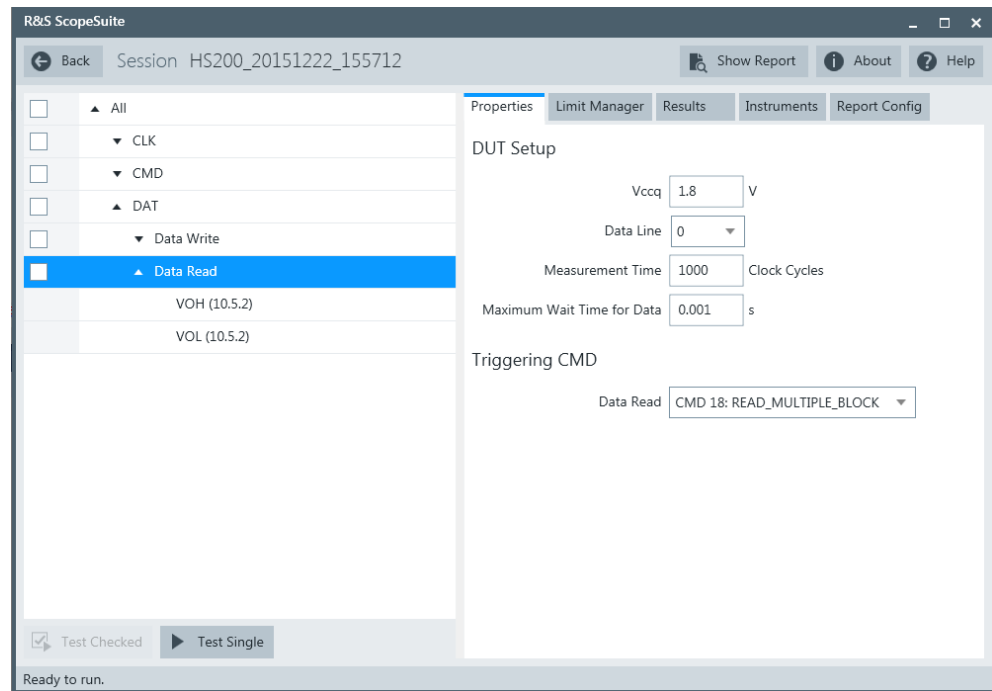 R&S ScopeSuite
Back Session HS200_20151222_155712 Show Report About Help
All
CLK
CMD
DAT
Data Write
Data Read
VOH (10.5.2)
VOL (10.5.2)
Test Checked Test Single
Properties Limit Manager Results Instruments Report Config
DUT Setup
Vccq 1.8 V
Data Line 0
Measurement Time 1000 Clock Cycles
Maximum Wait Time for Data 0.001 s
Triggering CMD
Data Read CMD 18: READ_MULTIPLE_BLOCK
Ready to run.